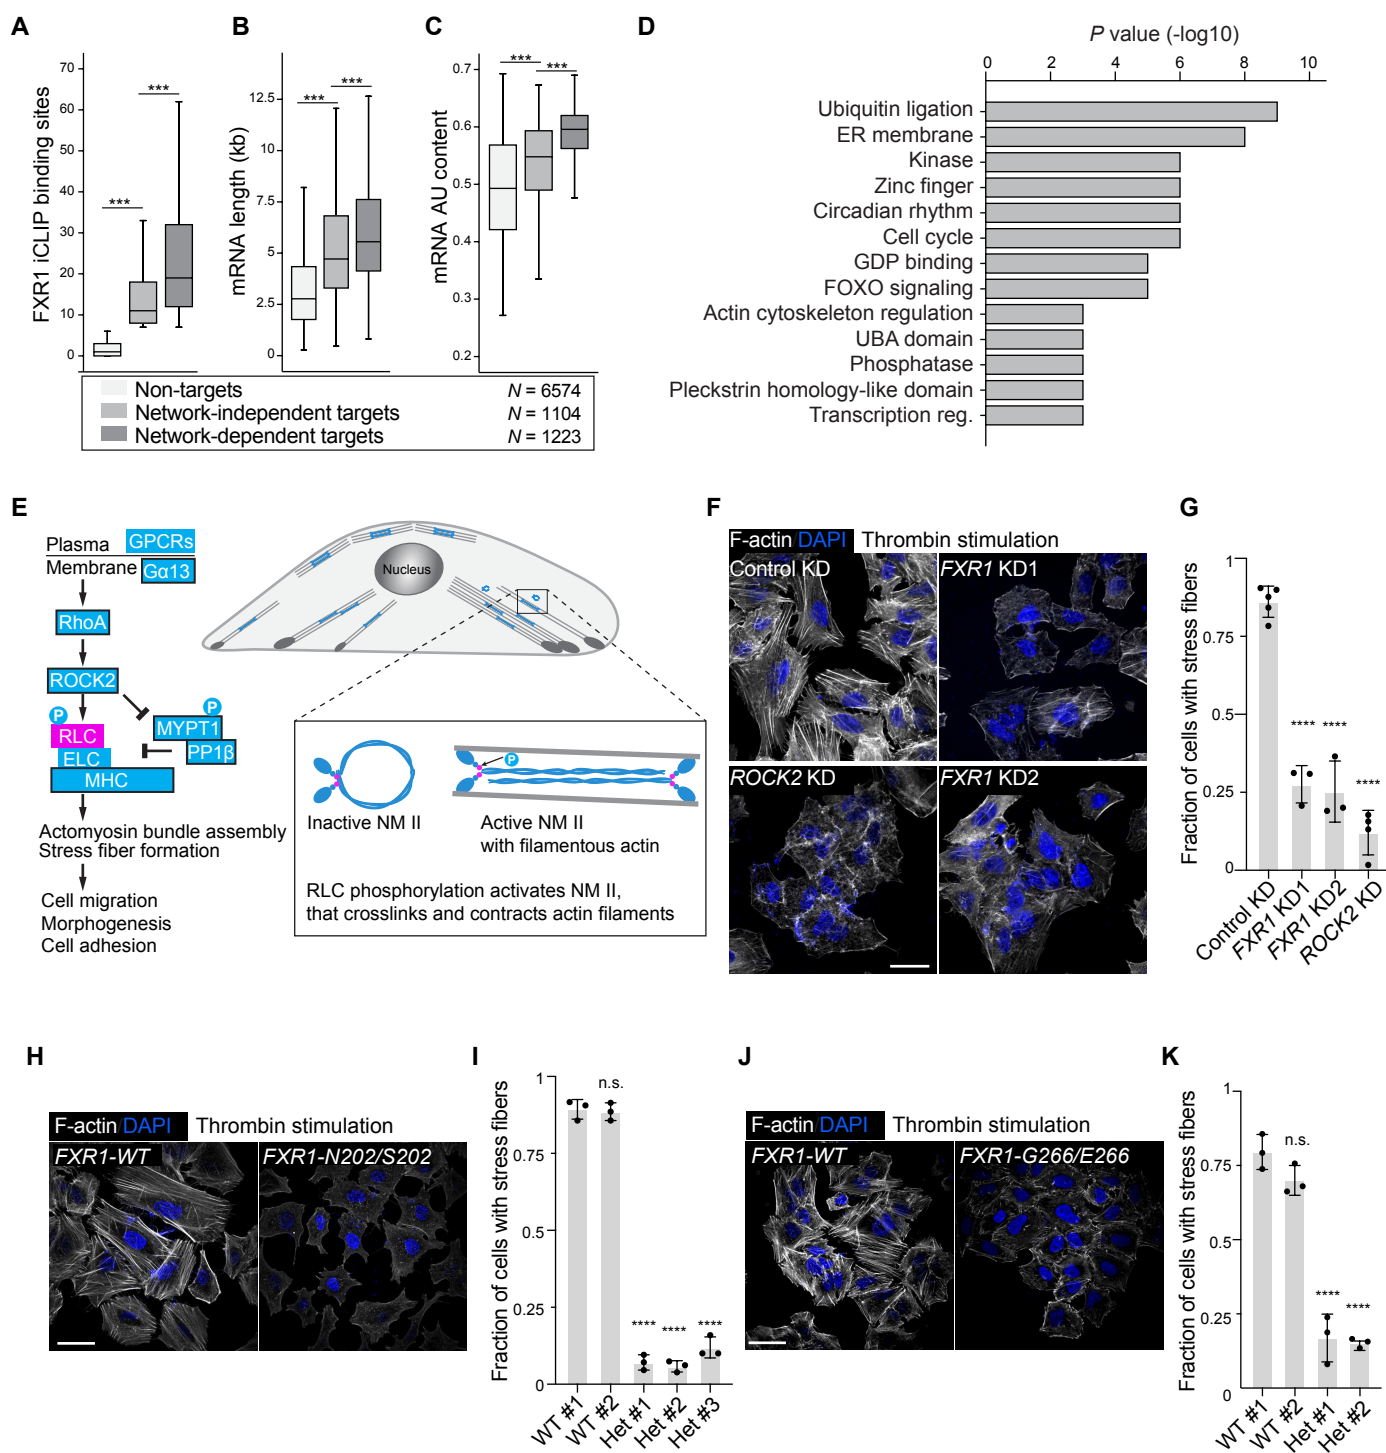 A
FXR1 iCLIP binding sites
70
60
50
40
30
20
10
0
***
***
B
mRNA length (kb)
12.5
10
7.5
5
2.5
0
***
***
C
mRNA AU content
0.7
0.6
0.5
0.4
0.3
0.2
***
***
Non-targets N = 6574
Network-independent targets N = 1104
Network-dependent targets N = 1223
D
P value (-log10)
0 2 4 6 8 10
Ubiquitin ligation
ER membrane
Kinase
Zinc finger
Circadian rhythm
Cell cycle
GDP binding
FOXO signaling
Actin cytoskeleton regulation
UBA domain
Phosphatase
Pleckstrin homology-like domain
Transcription reg.
E
Plasma
Membrane
GPCRs
Gα13
RhoA
ROCK2
P
RLC
ELC
MHC
P
MYPT1
PP1β
Actomyosin bundle assembly
Stress fiber formation
Cell migration
Morphogenesis
Cell adhesion
Nucleus
P
Inactive NM II
Active NM II
with filamentous actin
RLC phosphorylation activates NM II,
that crosslinks and contracts actin filaments
F
F-actin/DAPI Thrombin stimulation
Control KD
FXR1 KD1
ROCK2 KD
FXR1 KD2
G
Fraction of cells with stress fibers
1
0.75
0.5
0.25
0
****
****
****
Control KD
FXR1 KD1
FXR1 KD2
ROCK2 KD
H
F-actin/DAPI Thrombin stimulation
FXR1-WT
FXR1-N202/S202
I
Fraction of cells with stress fibers
1
0.75
0.5
0.25
0
n.s.
****
****
****
WT #1
WT #2
Het #1
Het #2
Het #3
J
F-actin/DAPI Thrombin stimulation
FXR1-WT
FXR1-G266/E266
K
Fraction of cells with stress fibers
1
0.75
0.5
0.25
0
n.s.
****
****
WT #1
WT #2
Het #1
Het #2